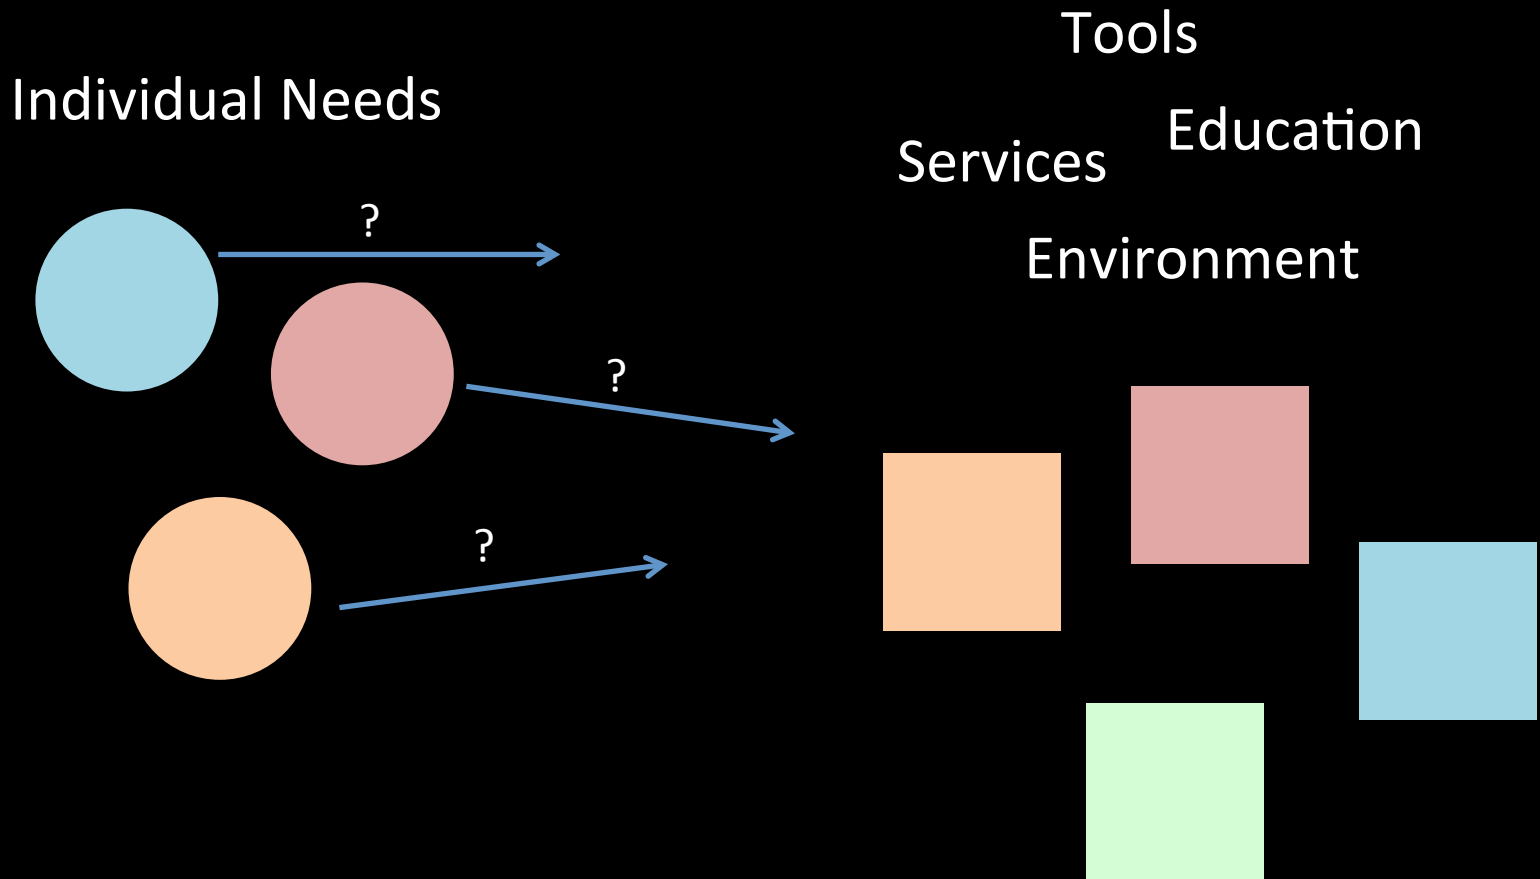 Individual Needs
Tools
Education
Services
Environment
?
?
?